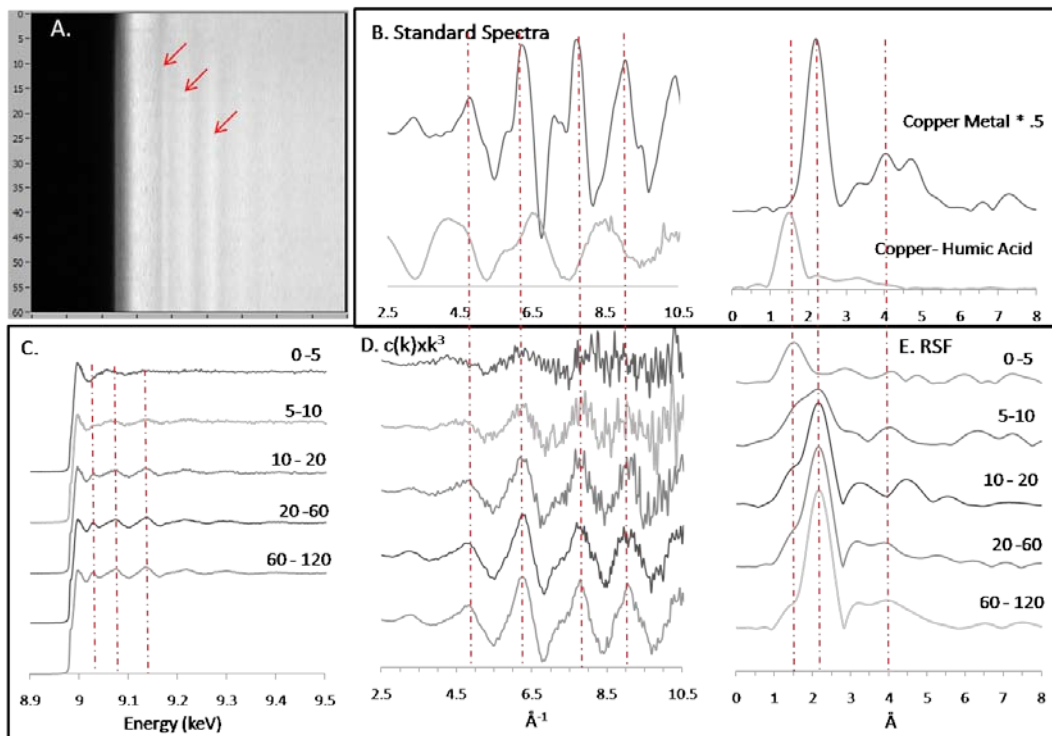 A.
0
5
10
15
20
25
30
35
40
45
50
55
60
B. Standard Spectra
Copper Metal * .5
Copper- Humic Acid
2.5 4.5 6.5 8.5 10.5
0 1 2 3 4 5 6 7 8
C.
0 -5
5-10
10 – 20
20 -60
60 – 120
8.9 9 9.1 9.2 9.3 9.4 9.5
Energy (keV)
D. c(k)xk³
2.5 4.5 6.5 8.5 10.5
Å⁻¹
E. RSF
0 -5
5-10
10 – 20
20 -60
60 – 120
0 1 2 3 4 5 6 7 8
Å